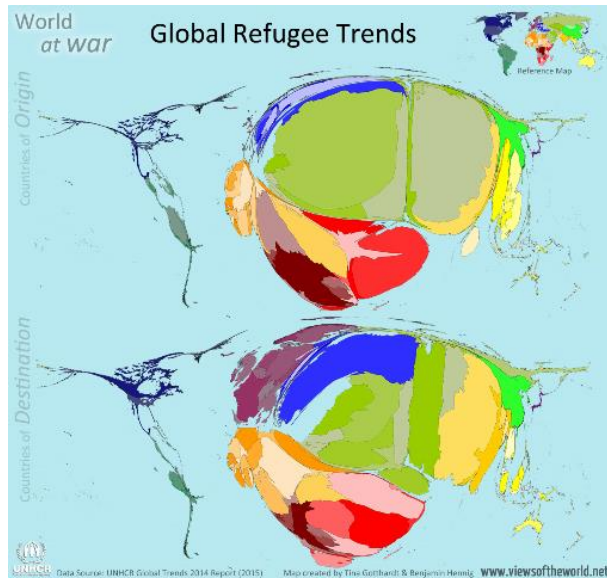 World
at war
Global Refugee Trends
Reference Map
Countries of Origin
Countries of Destination
UNHCR
Data Source: UNHCR Global Trends 2014 Report (2015)
Map created by Tina Gotthardt & Benjamin Hennig
www.viewsoftheworld.net